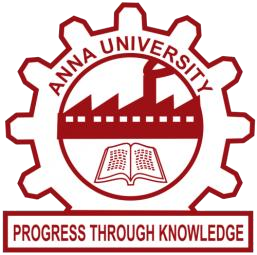 ANNA UNIVERSITY
PROGRESS THROUGH KNOWLEDGE